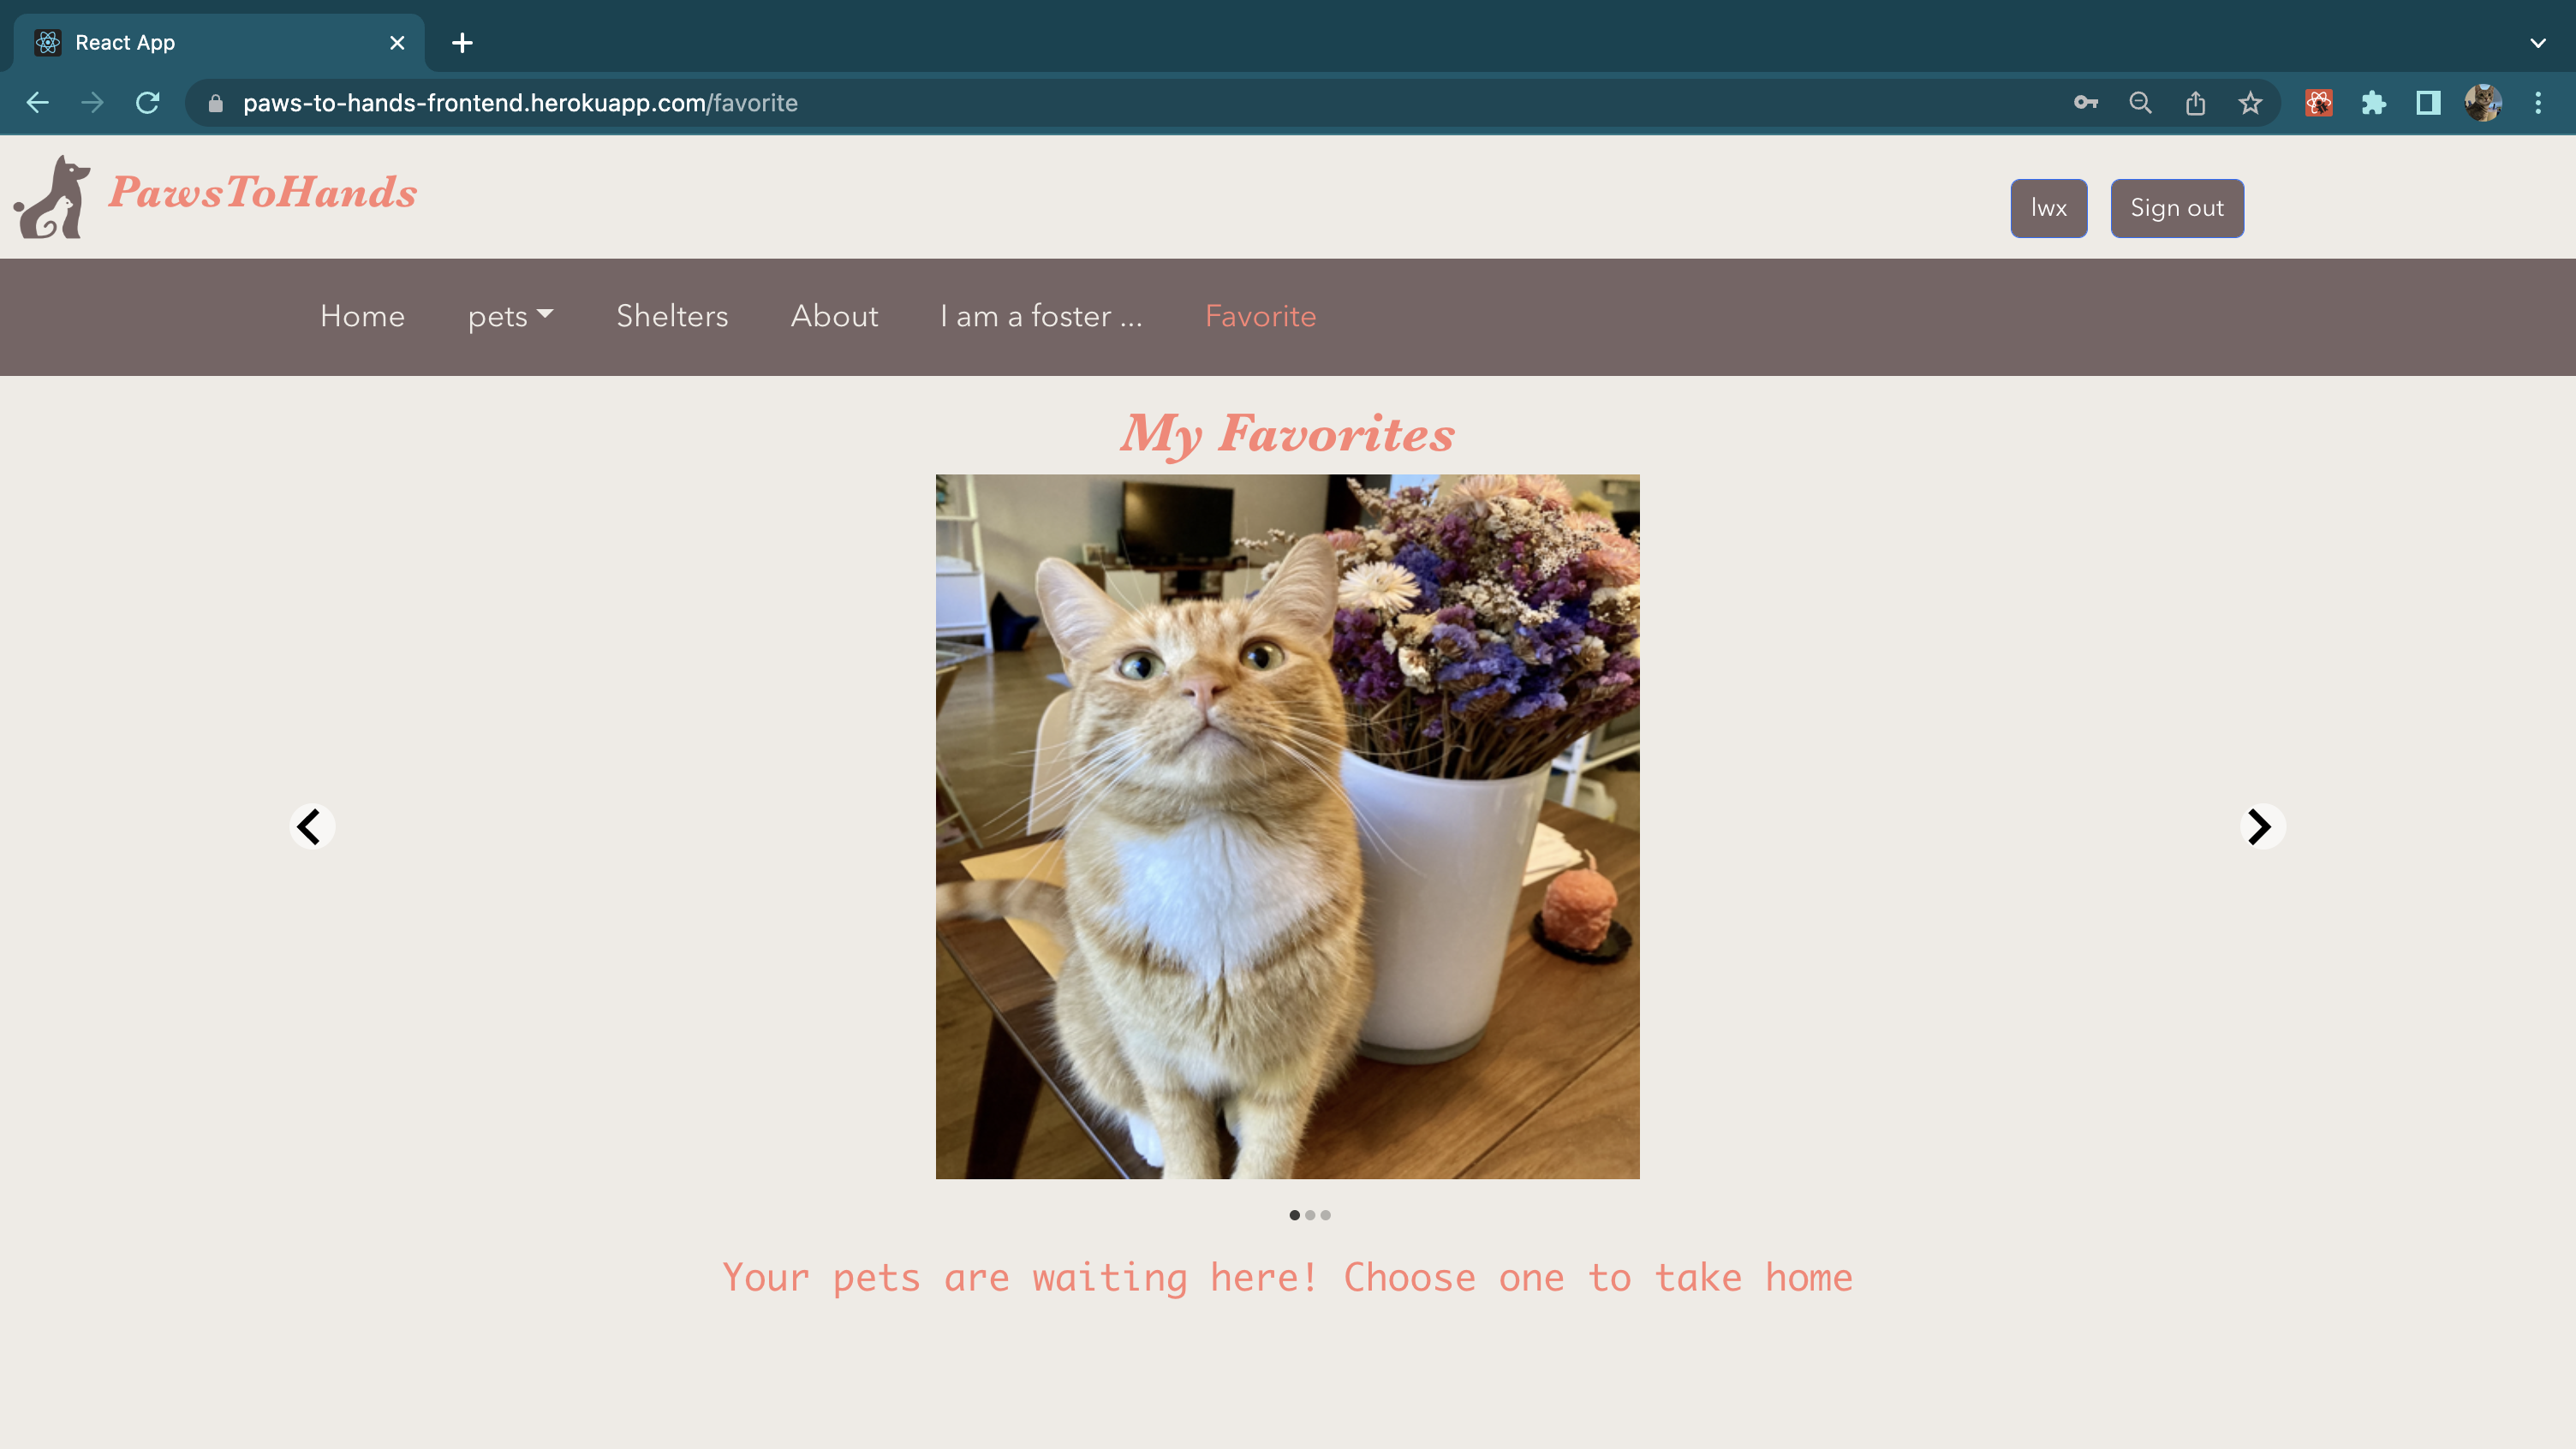 React App
paws-to-hands-frontend.herokuapp.com/favorite
PawsToHands
lwx
Sign out
Home
pets
Shelters
About
I am a foster ...
Favorite
My Favorites
Your pets are waiting here! Choose one to take home